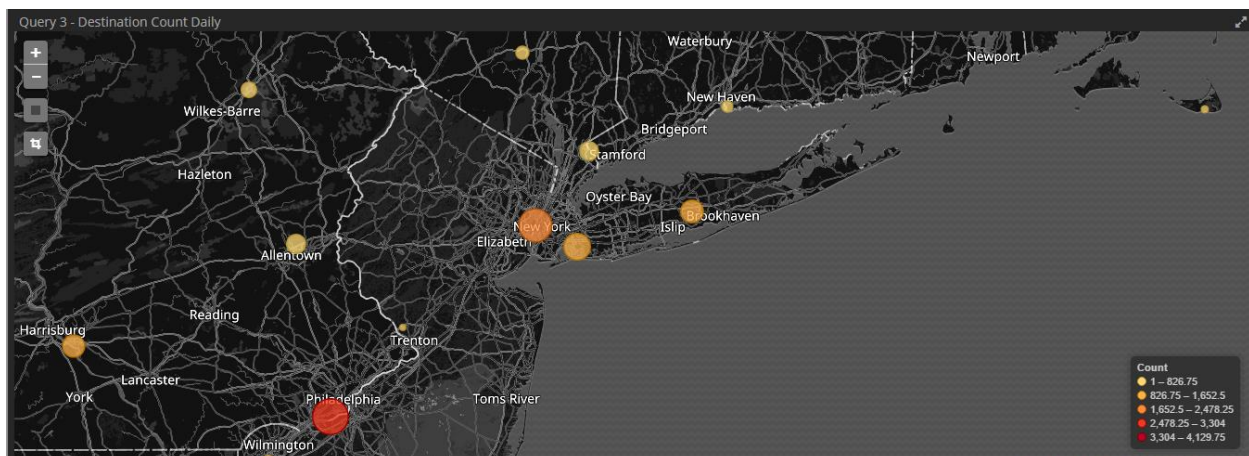 Query 3 - Destination Count Daily
+
−
Waterbury
Newport
Wilkes-Barre
New Haven
Bridgeport
Stamford
Hazleton
Oyster Bay
Brookhaven
New York
Islip
Elizabeth
Allentown
Reading
Harrisburg
Trenton
Lancaster
York
Philadelphia
Toms River
Wilmington
Count
1 – 826.75
826.75 – 1,652.5
1,652.5 – 2,478.25
2,478.25 – 3,304
3,304 – 4,129.75